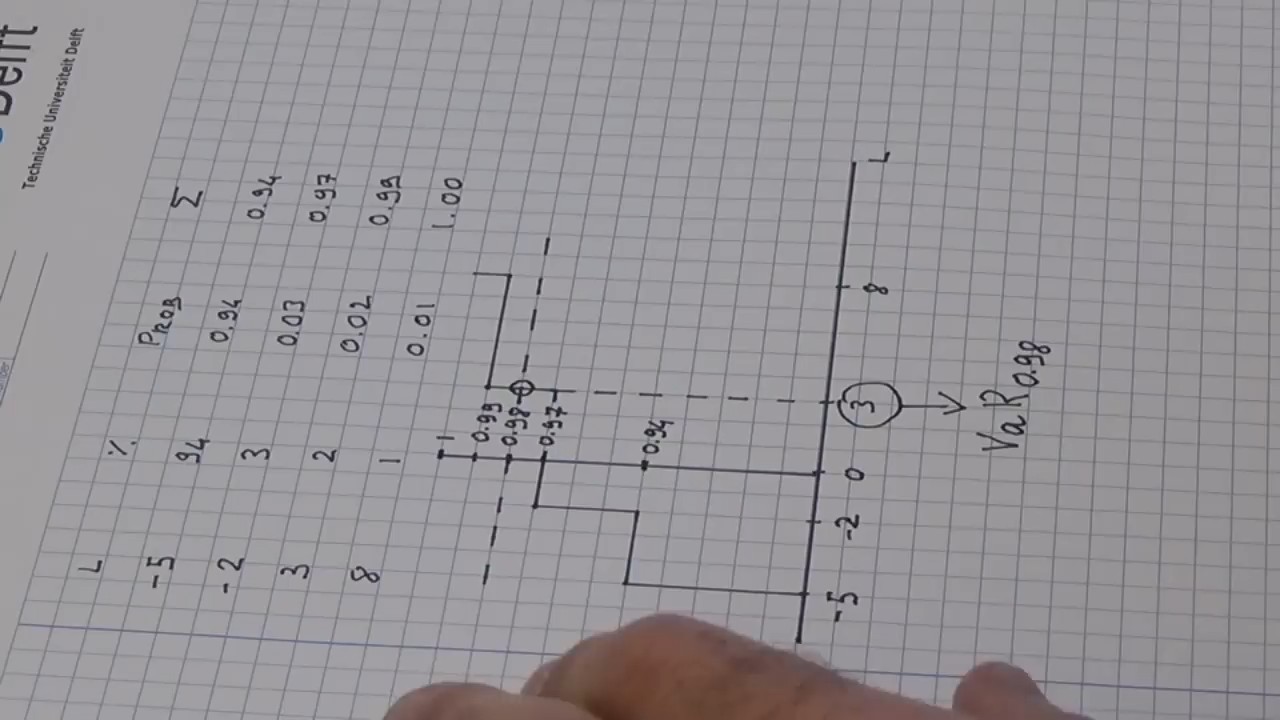 Delft
Technische Universiteit Delft
L % PROB Σ
-5 94 0.94 0.94
-2 3 0.03 0.97
3 2 0.02 0.99
8 1 0.01 1.00
1
0.99
0.98
0.97
0.94
-5 -2 0 3 8 L
VaR0.98